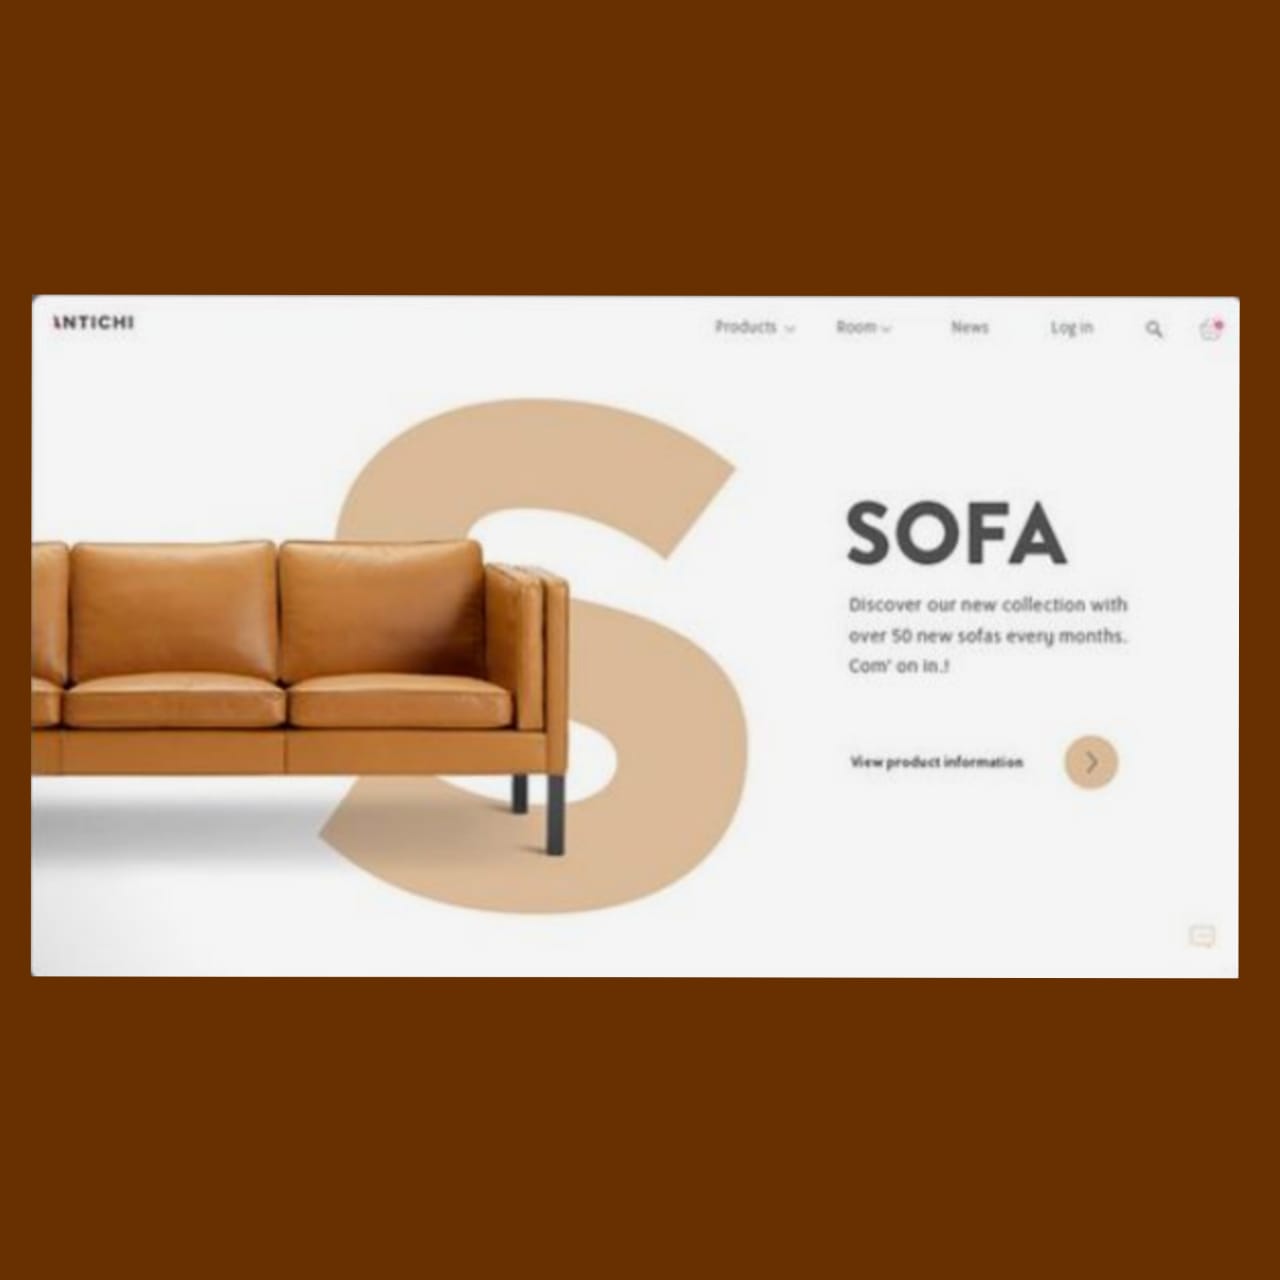 ANTICHI
Products Room News Log in
S
SOFA
Discover our new collection with
over 50 new sofas every months.
Com' on in.!
View product information